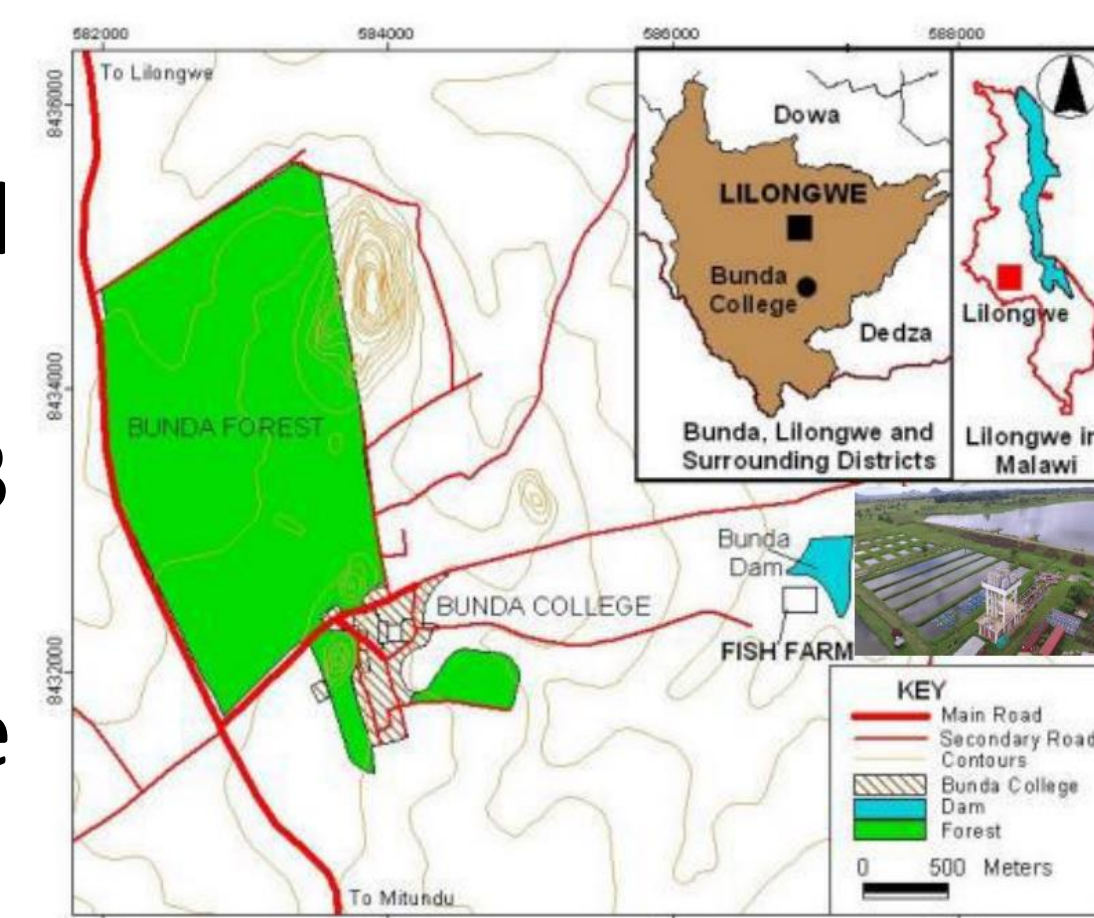 582000
584000
586000
588000
To Lilongwe
8436000
8434000
8432000
BUNDA FOREST
Dowa
LILONGWE
Bunda
College
Dedza
Bunda, Lilongwe and
Surrounding Districts
Lilongwe
Lilongwe in
Malawi
Bunda
Dam
BUNDA COLLEGE
FISH FARM
To Mitundu
KEY
Main Road
Secondary Road
Contours
Bunda College
Dam
Forest
0 500 Meters
e